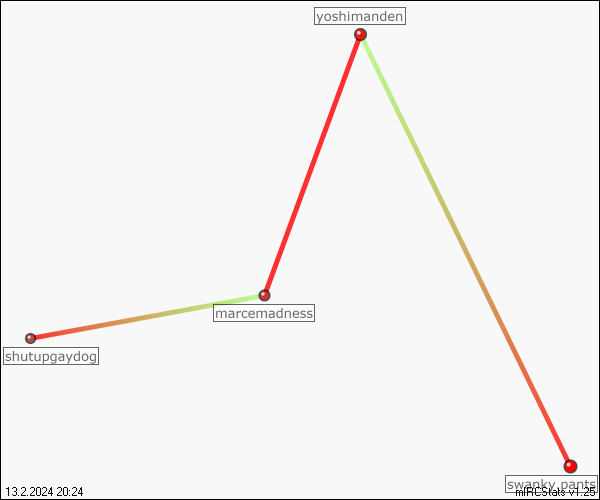 yoshimanden
marcemadness
shutupgaydog
swanky_pants
13.2.2024 20:24
mIRCStats v1.25